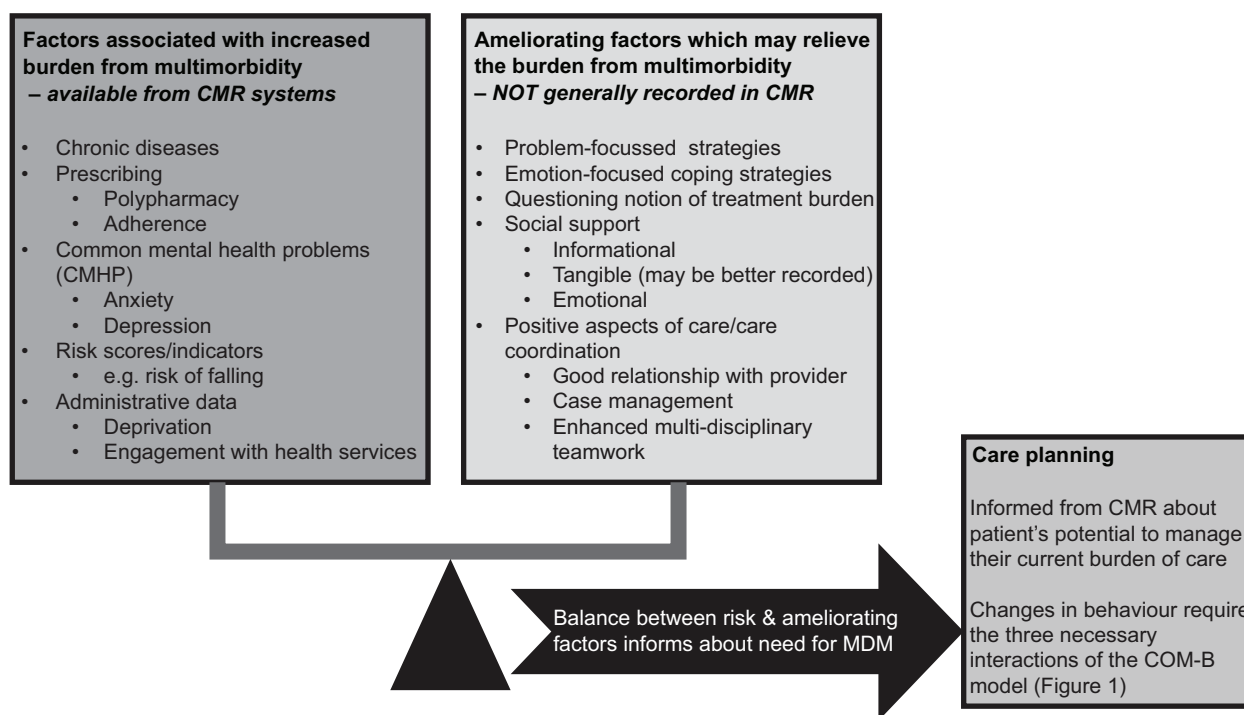 Factors associated with increased
burden from multimorbidity
– available from CMR systems
• Chronic diseases
• Prescribing
• Polypharmacy
• Adherence
• Common mental health problems
(CMHP)
• Anxiety
• Depression
• Risk scores/indicators
• e.g. risk of falling
• Administrative data
• Deprivation
• Engagement with health services
Ameliorating factors which may relieve
the burden from multimorbidity
– NOT generally recorded in CMR
• Problem-focussed strategies
• Emotion-focused coping strategies
• Questioning notion of treatment burden
• Social support
• Informational
• Tangible (may be better recorded)
• Emotional
• Positive aspects of care/care
coordination
• Good relationship with provider
• Case management
• Enhanced multi-disciplinary
teamwork
Balance between risk & ameliorating
factors informs about need for MDM
Care planning
Informed from CMR about
patient’s potential to manage
their current burden of care
Changes in behaviour require
the three necessary
interactions of the COM-B
model (Figure 1)